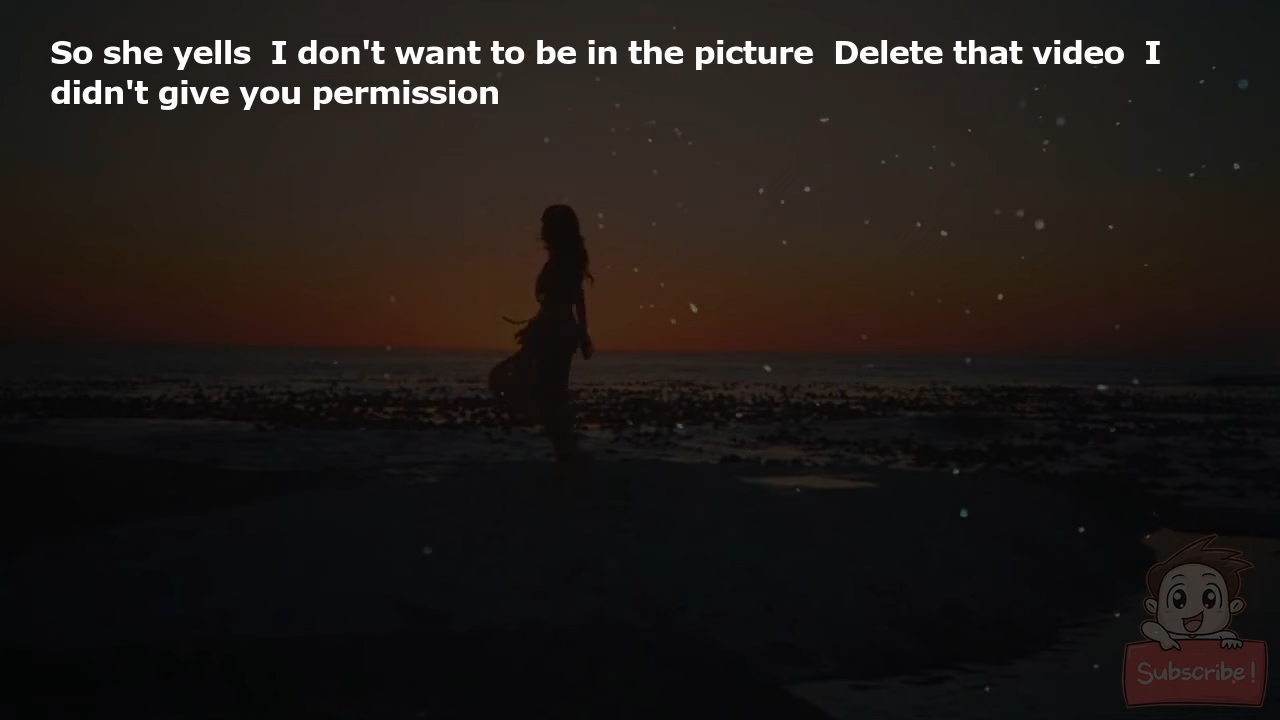 So she yells  I don't want to be in the picture  Delete that video  I
didn't give you permission
Subscribe!